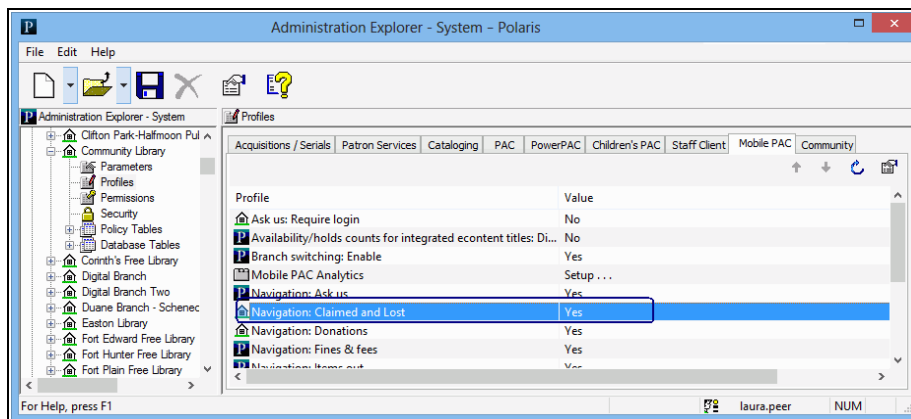 Administration Explorer - System - Polaris
File Edit Help
Administration Explorer - System
Profiles
Clifton Park-Halfmoon Pul
Community Library
Parameters
Profiles
Permissions
Security
Policy Tables
Database Tables
Corinth's Free Library
Digital Branch
Digital Branch Two
Duane Branch - Schenec
Easton Library
Fort Edward Free Library
Fort Hunter Free Library
Fort Plain Free Library
Acquisitions / Serials Patron Services Cataloging PAC PowerPAC Children's PAC Staff Client Mobile PAC Community
Profile Value
Ask us: Require login No
Availability/holds counts for integrated econtent titles: Di... No
Branch switching: Enable Yes
Mobile PAC Analytics Setup . . .
Navigation: Ask us Yes
Navigation: Claimed and Lost Yes
Navigation: Donations Yes
Navigation: Fines & fees Yes
Navigation: Items out Yes
For Help, press F1 laura.peer NUM